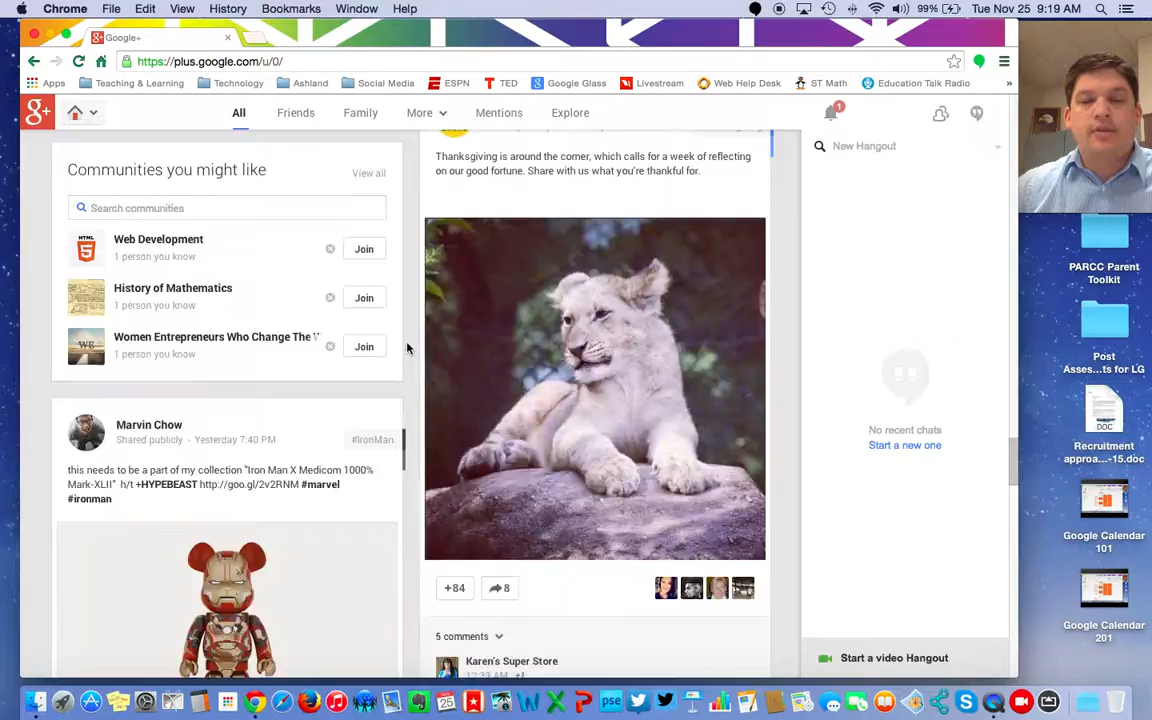 Chrome File Edit View History Bookmarks Window Help 99% Tue Nov 25 9:19 AM
Google+
https://plus.google.com/u/0/
Apps Teaching & Learning Technology Ashland Social Media ESPN TED Google Glass Livestream Web Help Desk ST Math Education Talk Radio »
g+ All Friends Family More Mentions Explore 1
Communities you might like View all
Search communities
Web Development
1 person you know
Join
History of Mathematics
1 person you know
Join
Women Entrepreneurs Who Change The W
1 person you know
Join
Marvin Chow
Shared publicly - Yesterday 7:40 PM
#IronMan
this needs to be a part of my collection "Iron Man X Medicom 1000%
Mark-XLII" h/t +HYPEBEAST http://goo.gl/2v2RNM #marvel
#ironman
Thanksgiving is around the corner, which calls for a week of reflecting
on our good fortune. Share with us what you're thankful for.
+84 8
5 comments
Karen's Super Store
New Hangout
No recent chats
Start a new one
Start a video Hangout
PARCC Parent
Toolkit
Post
Asses...ts for LG
DOC
Recruitment
approa...-15.doc
Google Calendar
101
Google Calendar
201